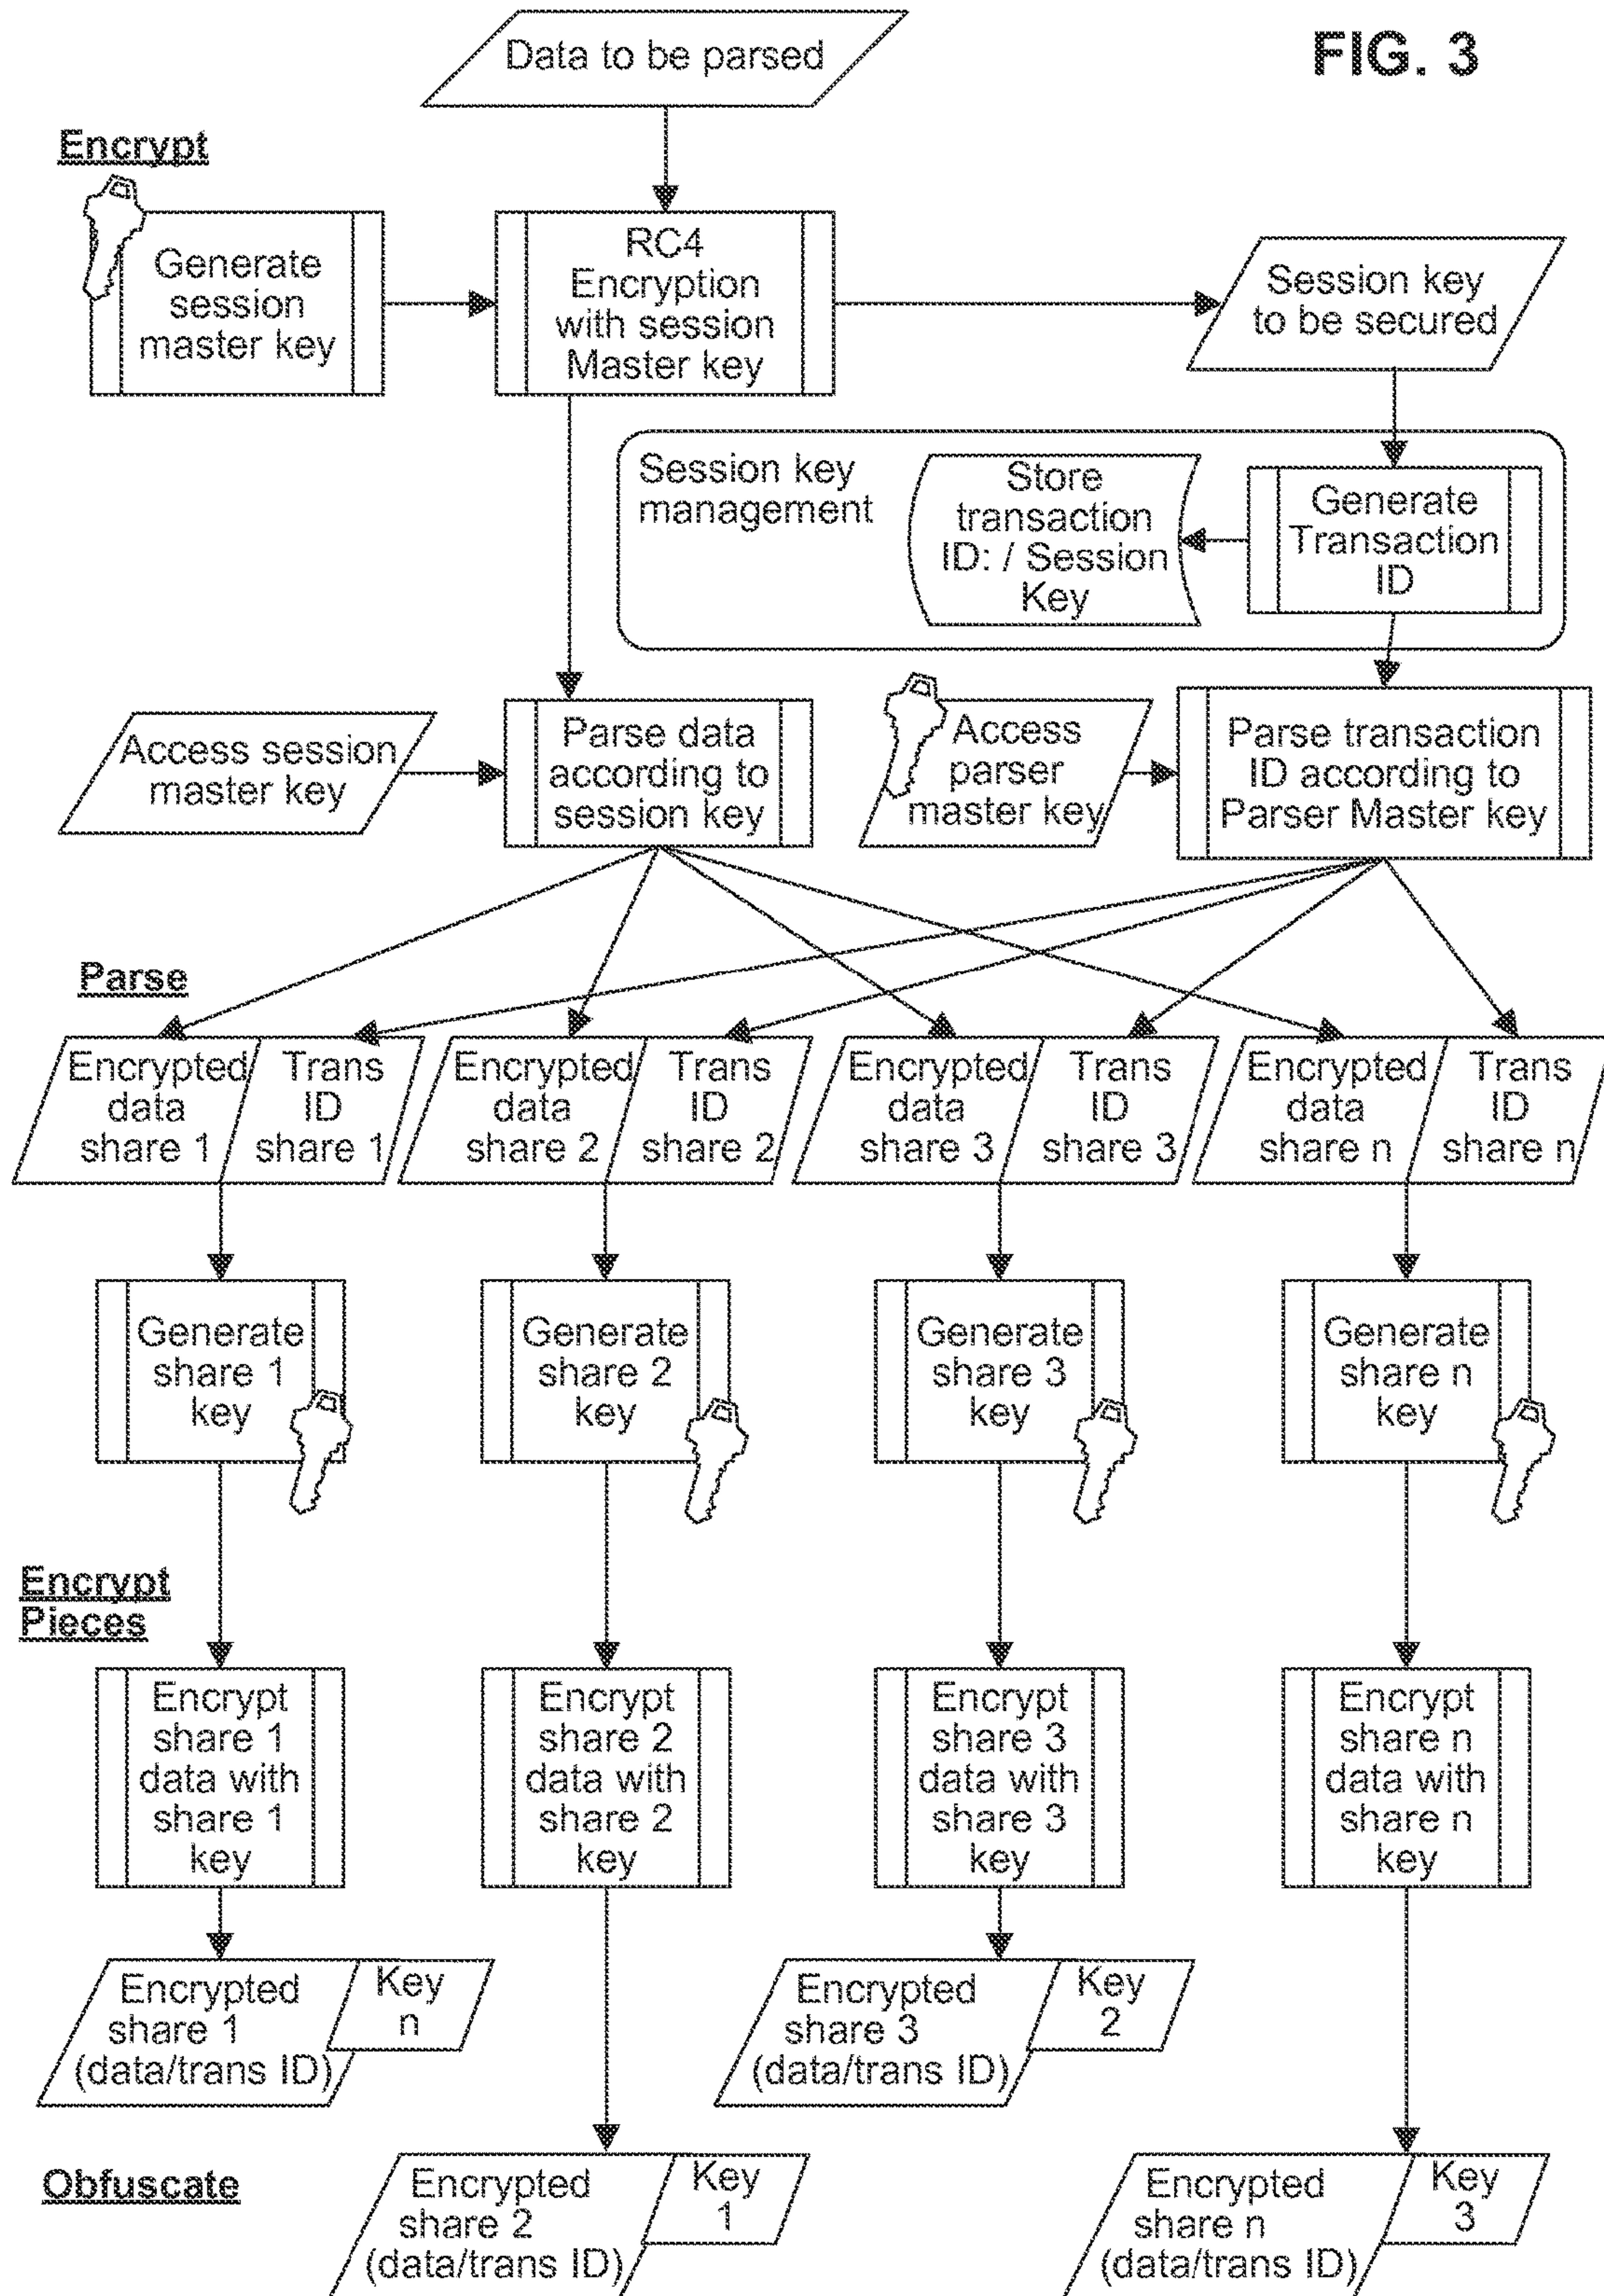 FIG. 3
Data to be parsed
Encrypt
Generate
session
master key
RC4
Encryption
with session
Master key
Session key
to be secured
Session key
management
Store
transaction
ID: / Session
Key
Generate
Transaction
ID
Access session
master key
Parse data
according to
session key
Access
parser
master key
Parse transaction
ID according to
Parser Master key
Parse
Encrypted
data
share 1
Trans
ID
share 1
Encrypted
data
share 2
Trans
ID
share 2
Encrypted
data
share 3
Trans
ID
share 3
Encrypted
data
share n
Trans
ID
share n
Generate
share 1
key
Generate
share 2
key
Generate
share 3
key
Generate
share n
key
Encrypt
Pieces
Encrypt
share 1
data with
share 1
key
Encrypt
share 2
data with
share 2
key
Encrypt
share 3
data with
share 3
key
Encrypt
share n
data with
share n
key
Encrypted
share 1
(data/trans ID)
Key
n
Encrypted
share 3
(data/trans ID)
Key
2
Obfuscate
Encrypted
share 2
(data/trans ID)
Key
1
Encrypted
share n
(data/trans ID)
Key
3